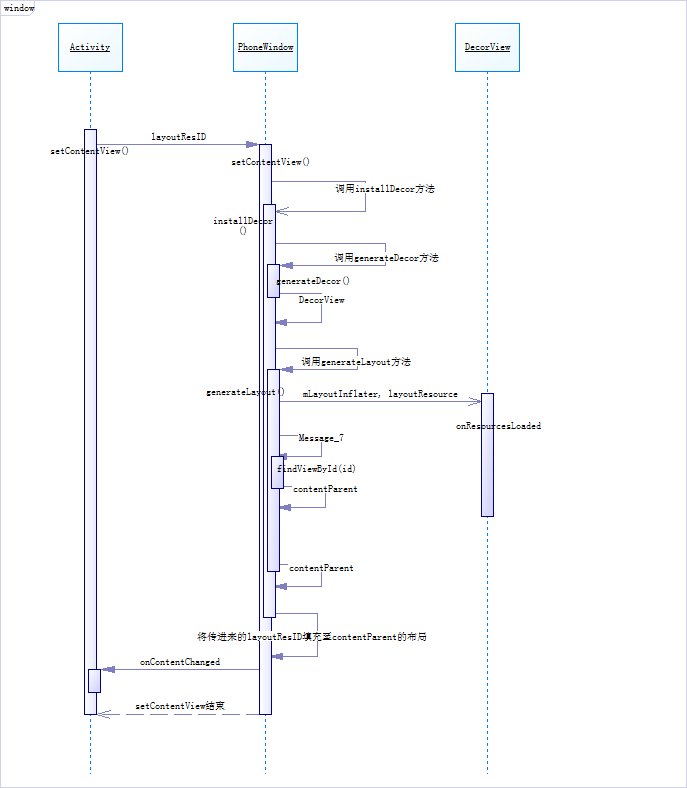 window
Activity
PhoneWindow
DecorView
layoutResID
setContentView()
setContentView()
调用installDecor方法
installDecor
()
调用generateDecor方法
generateDecor()
DecorView
调用generateLayout方法
generateLayout()
mLayoutInflater, layoutResource
onResourcesLoaded
Message_7
findViewById(id)
contentParent
contentParent
将传进来的layoutResID填充至contentParent的布局
onContentChanged
setContentView结束